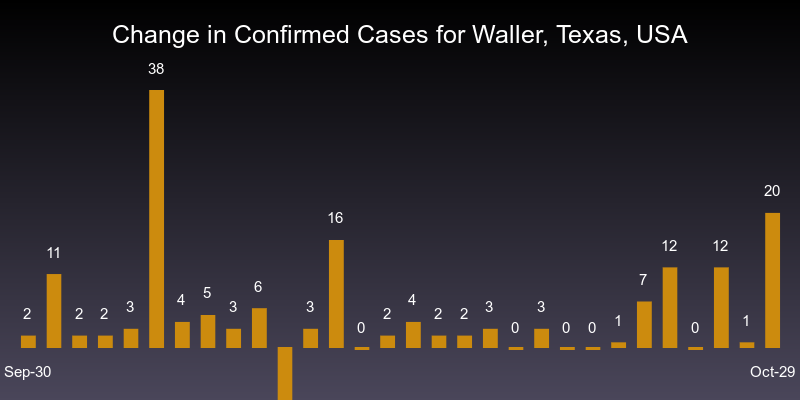 Change in Confirmed Cases for Waller, Texas, USA
2 11 2 2 3 38 4 5 3 6 3 16 0 2 4 2 2 3 0 3 0 0 1 7 12 0 12 1 20
Sep-30 Oct-29